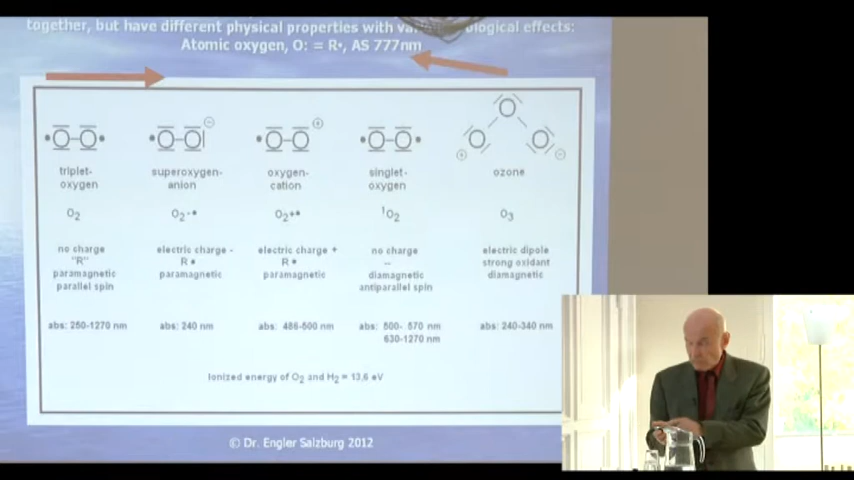 together, but have different physical properties with biological effects:
Atomic oxygen, O: = R•, AS 777nm
•O–O• •O–O| ⊖ •O–O ⊕ •O–O• O O O ⊕ ⊖
triplet-oxygen
superoxygen-anion
oxygen-cation
singlet-oxygen
ozone
O₂ O₂-• O₂+• ¹O₂ O₃
no charge
"R"
paramagnetic
parallel spin
electric charge -
R •
paramagnetic
electric charge +
R •
paramagnetic
no charge
–
diamagnetic
antiparallel spin
electric dipole
strong oxidant
diamagnetic
abs: 250-1270 nm
abs: 240 nm
abs: 486-500 nm
abs: 500- 570 nm
630-1270 nm
abs: 240-340 nm
Ionized energy of O₂ and H₂ = 13,6 eV
© Dr. Engler Salzburg 2012